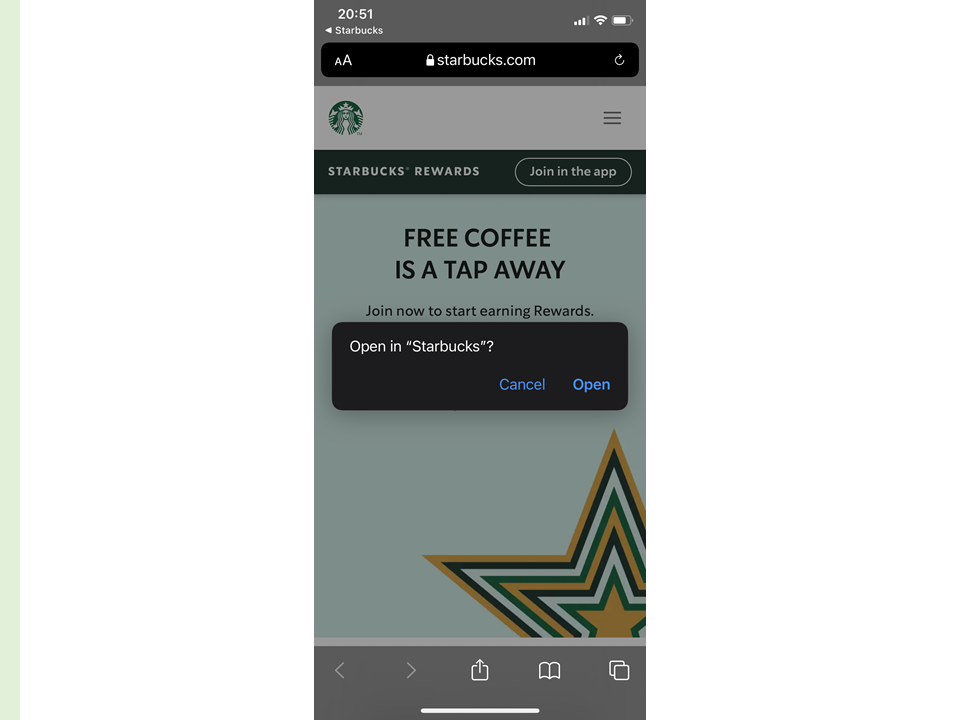 20:51
◀ Starbucks
AA
starbucks.com
STARBUCKS® REWARDS
Join in the app
FREE COFFEE
IS A TAP AWAY
Join now to start earning Rewards.
Open in “Starbucks”?
Cancel Open